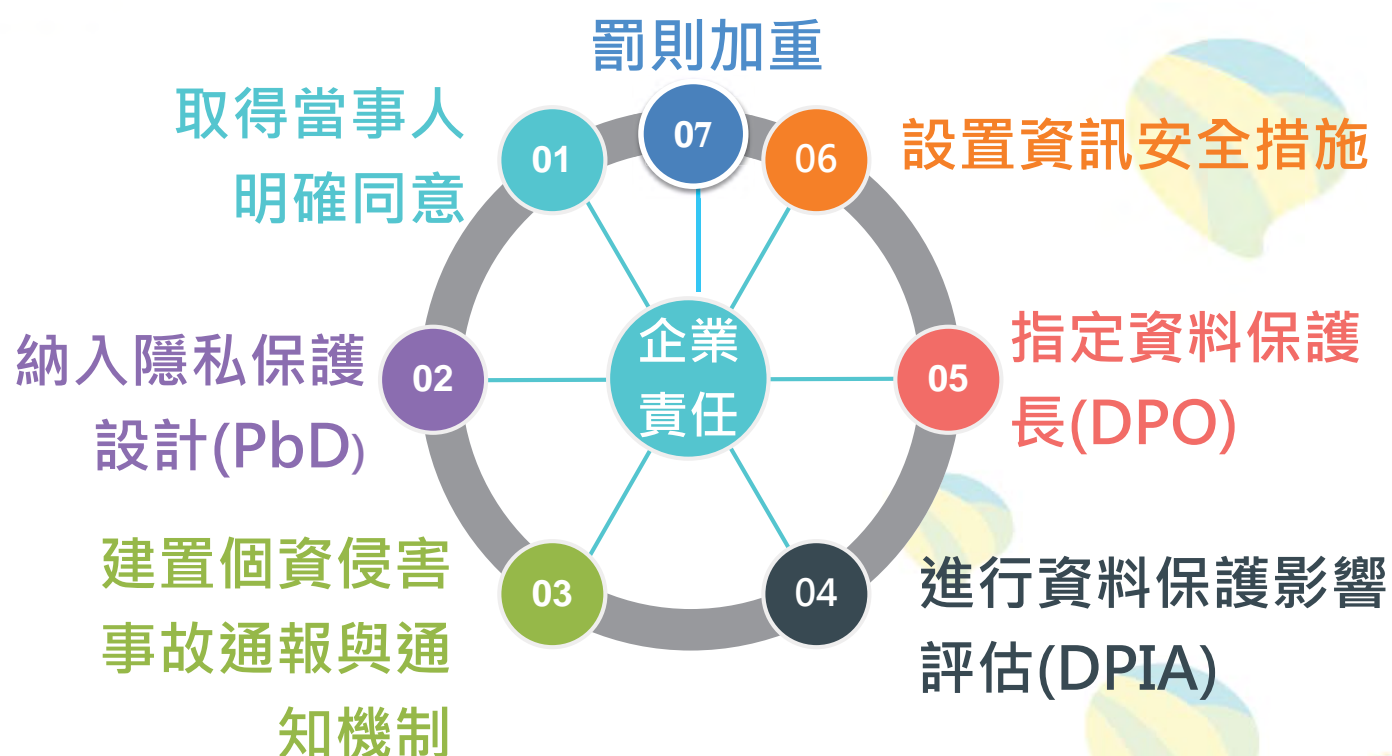 罰則加重
07
取得當事人
明確同意
01
06
設置資訊安全措施
納入隱私保護
設計(PbD)
02
企業
責任
05
指定資料保護
長(DPO)
建置個資侵害
事故通報與通
知機制
03
04
進行資料保護影響
評估(DPIA)